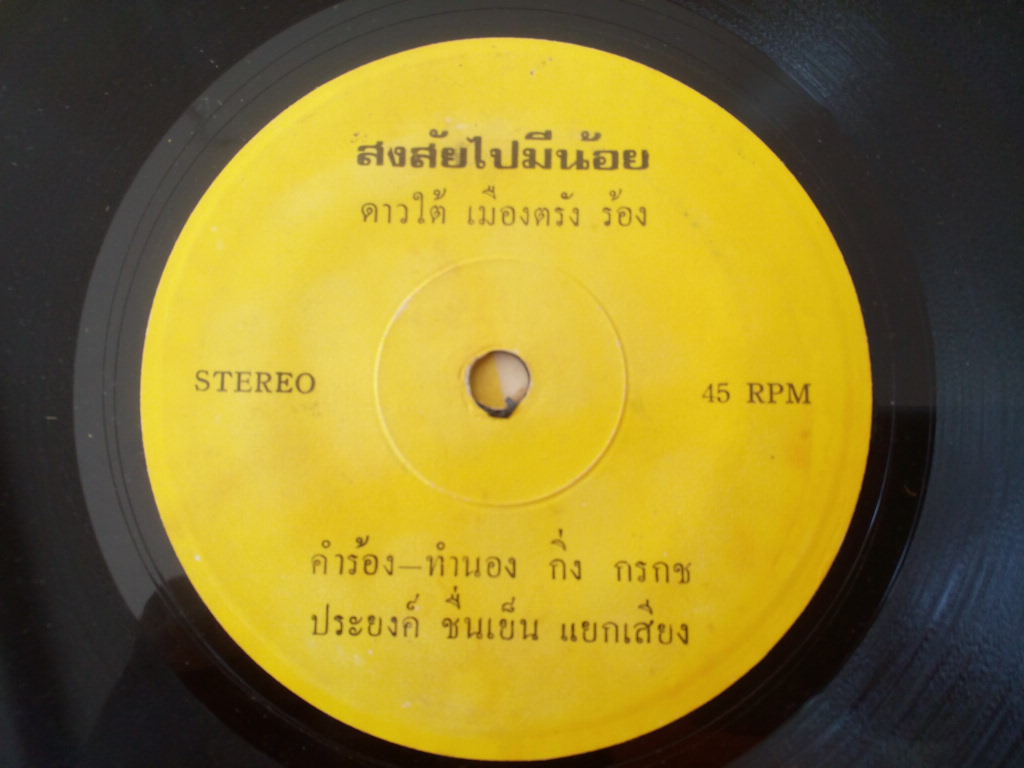 สงสัยไปมีน้อย
ดาวใต้ เมืองตรัง ร้อง
STEREO
45 RPM
คำร้อง–ทำนอง กิ่ง กรกช
ประยงค์ ชื่นเย็น แยกเสียง